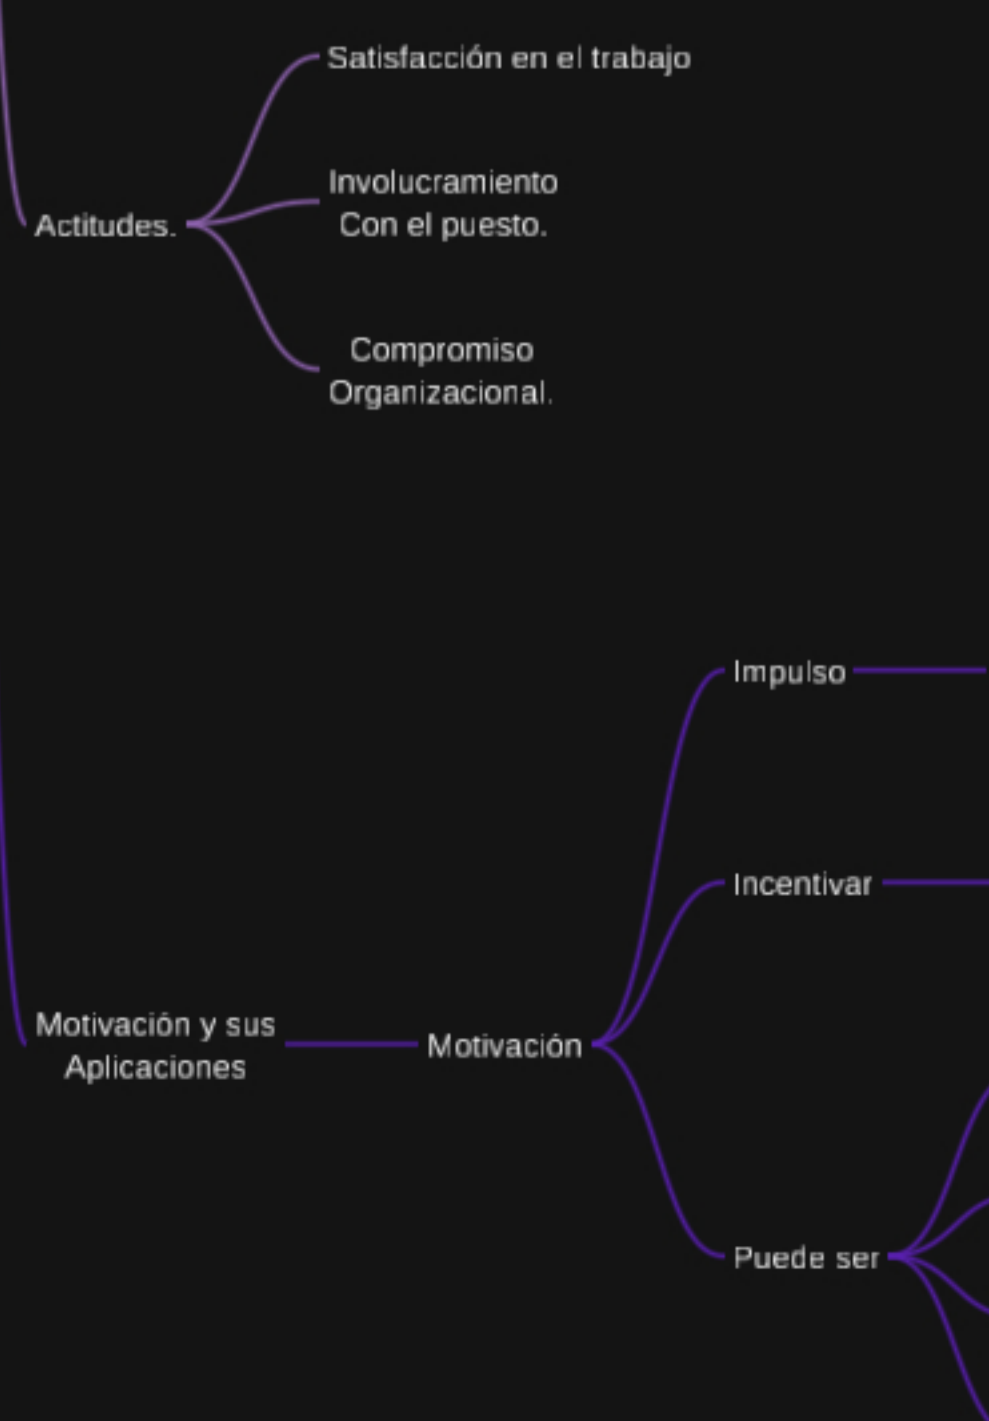 Satisfacción en el trabajo
Involucramiento
Con el puesto.
Actitudes.
Compromiso
Organizacional.
Impulso
Incentivar
Motivación y sus
Aplicaciones
Motivación
Puede ser